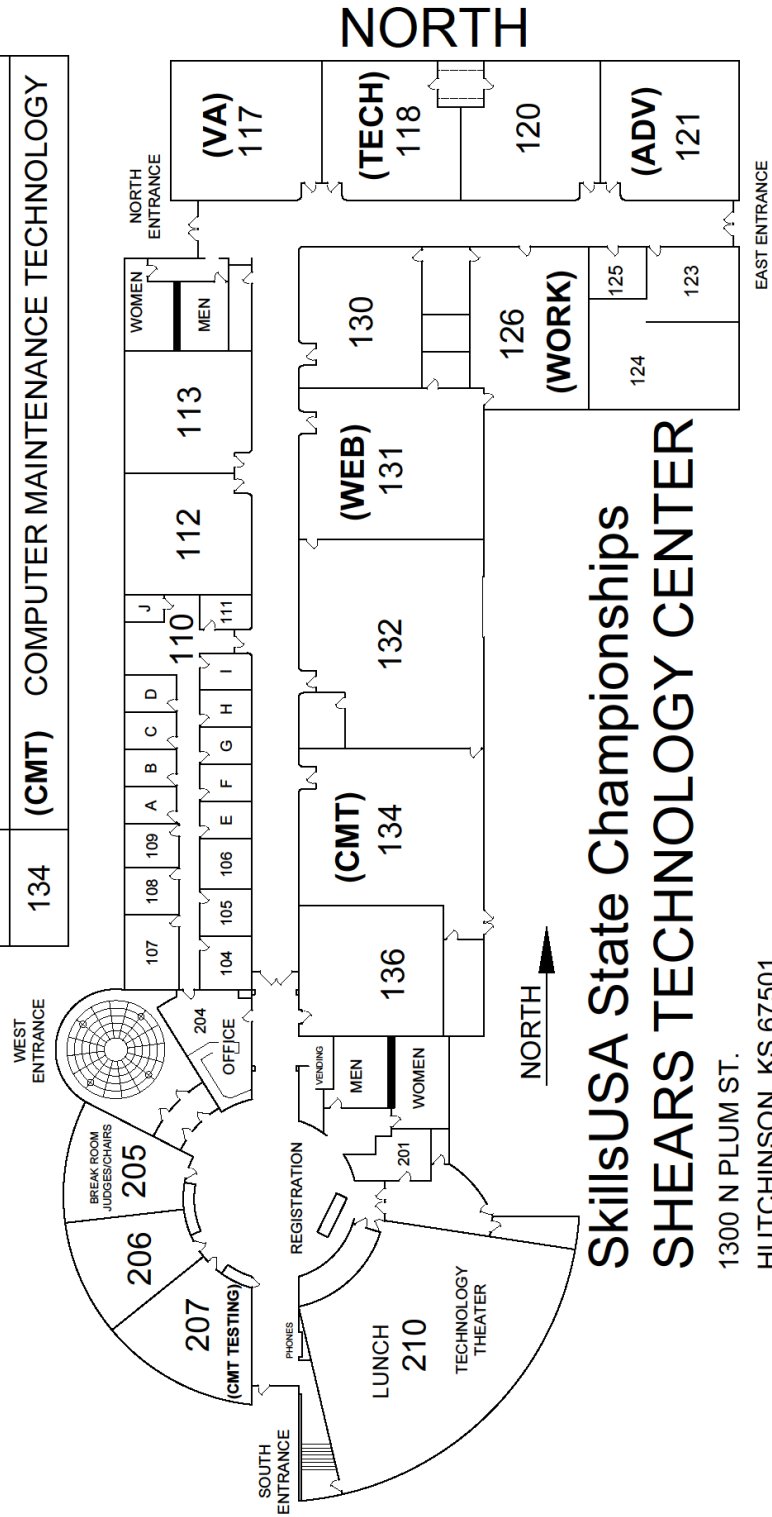 NORTH
134
(CMT) COMPUTER MAINTENANCE TECHNOLOGY
WEST
ENTRANCE
NORTH
ENTRANCE
EAST ENTRANCE
SOUTH
ENTRANCE
(VA)
117
(TECH)
118
120
(ADV)
121
WOMEN
MEN
113
112
J
110
111
D
C
B
A
109
108
107
I
H
G
F
E
106
105
104
130
126
(WORK)
125
123
124
(WEB)
131
132
(CMT)
134
136
204
OFFICE
VENDING
MEN
WOMEN
201
BREAK ROOM
JUDGES/CHAIRS
205
206
207
(CMT TESTING)
REGISTRATION
PHONES
LUNCH
210
TECHNOLOGY
THEATER
NORTH
SkillsUSA State Championships
SHEARS TECHNOLOGY CENTER
1300 N PLUM ST.
HUTCHINSON, KS 67501